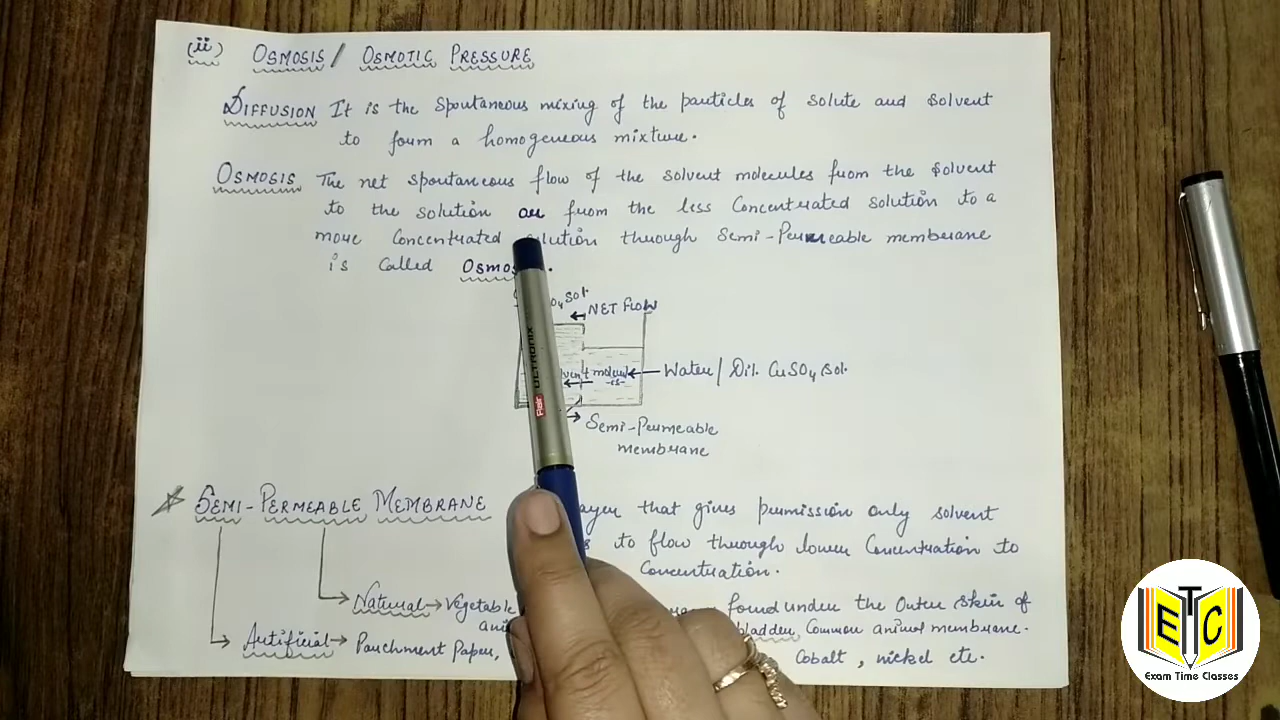 (ii) OSMOSIS / OSMOTIC PRESSURE
DIFFUSION It is the spontaneous mixing of the particles of solute and solvent
to form a homogeneous mixture.
OSMOSIS The net spontaneous flow of the solvent molecules from the solvent
to the solution or from the less concentrated solution to a
more concentrated solution through Semi-Permeable membrane
is called
sol.
NET FLOW
Water / Dil. CuSO4 sol.
Semi-Permeable
membrane
SEMI-PERMEABLE MEMBRANE that gives permission only solvent
to flow through lower concentration to
concentration.
Natural → Vegetable found under the outer skin of
bladder, common animal membrane.
Artificial → Parchment Paper, Cobalt, nickel etc.
Flair ULTRONIX
ETC
Exam Time Classes